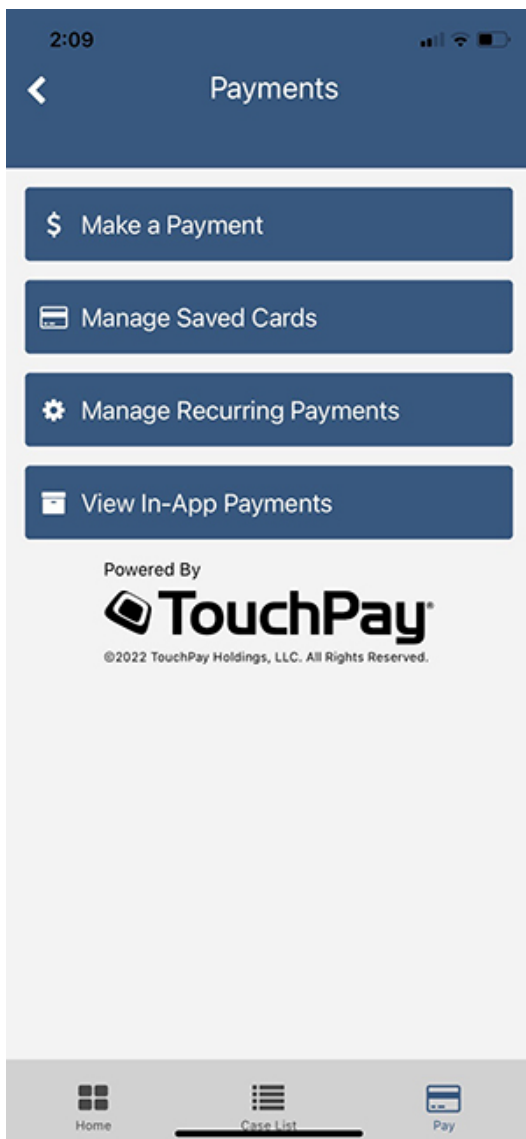 2:09
Payments
$ Make a Payment
Manage Saved Cards
Manage Recurring Payments
View In-App Payments
Powered By
TouchPay®
©2022 TouchPay Holdings, LLC. All Rights Reserved.
Home Case List Pay